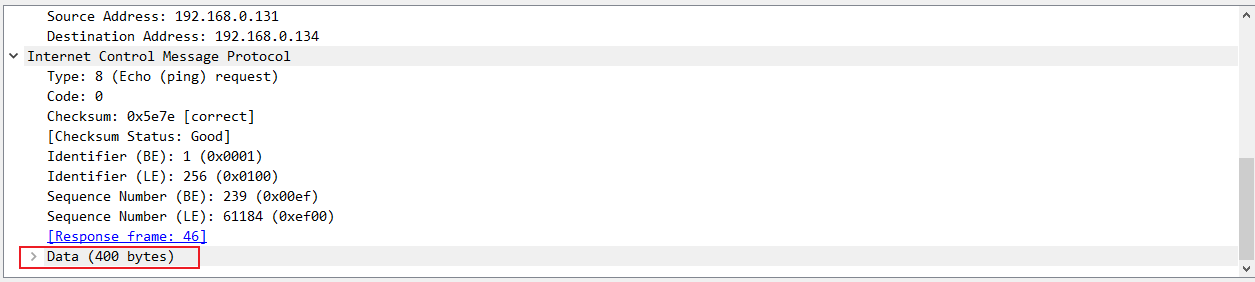 Source Address: 192.168.0.131
Destination Address: 192.168.0.134
Internet Control Message Protocol
Type: 8 (Echo (ping) request)
Code: 0
Checksum: 0x5e7e [correct]
[Checksum Status: Good]
Identifier (BE): 1 (0x0001)
Identifier (LE): 256 (0x0100)
Sequence Number (BE): 239 (0x00ef)
Sequence Number (LE): 61184 (0xef00)
[Response frame: 46]
Data (400 bytes)